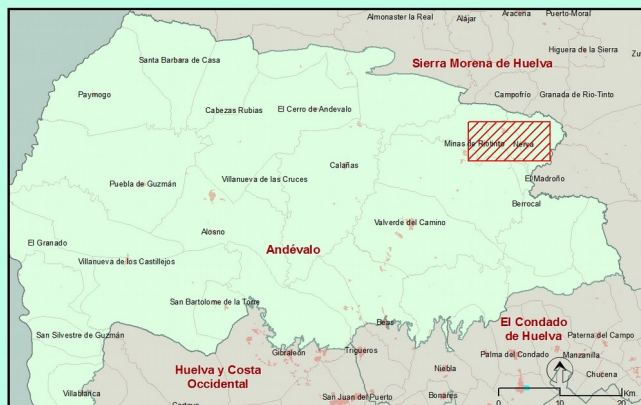 Almonaster la Real
Alájar
Aracena
Puerto-Moral
Higuera de la Sierra
Santa Barbara de Casa
Sierra Morena de Huelva
Paymogo
Campofrío
Granada de Rio-Tinto
Cabezas Rubias
El Cerro de Andevalo
Minas de Riotinto
Nerva
Calañas
Puebla de Guzmán
Villanueva de las Cruces
El Madroño
Berrocal
Valverde del Camino
Alosno
El Granado
Andévalo
Villanueva de los Castillejos
San Bartolome de la Torre
San Silvestre de Guzmán
Beas
El Condado
de Huelva
Paterna del Campo
Gibraleón
Trigueros
Palma del Condado
Manzanilla
Huelva y Costa
Occidental
Niebla
Chucena
Villablanca
San Juan del Puerto
Bonares
0 10 20 Km